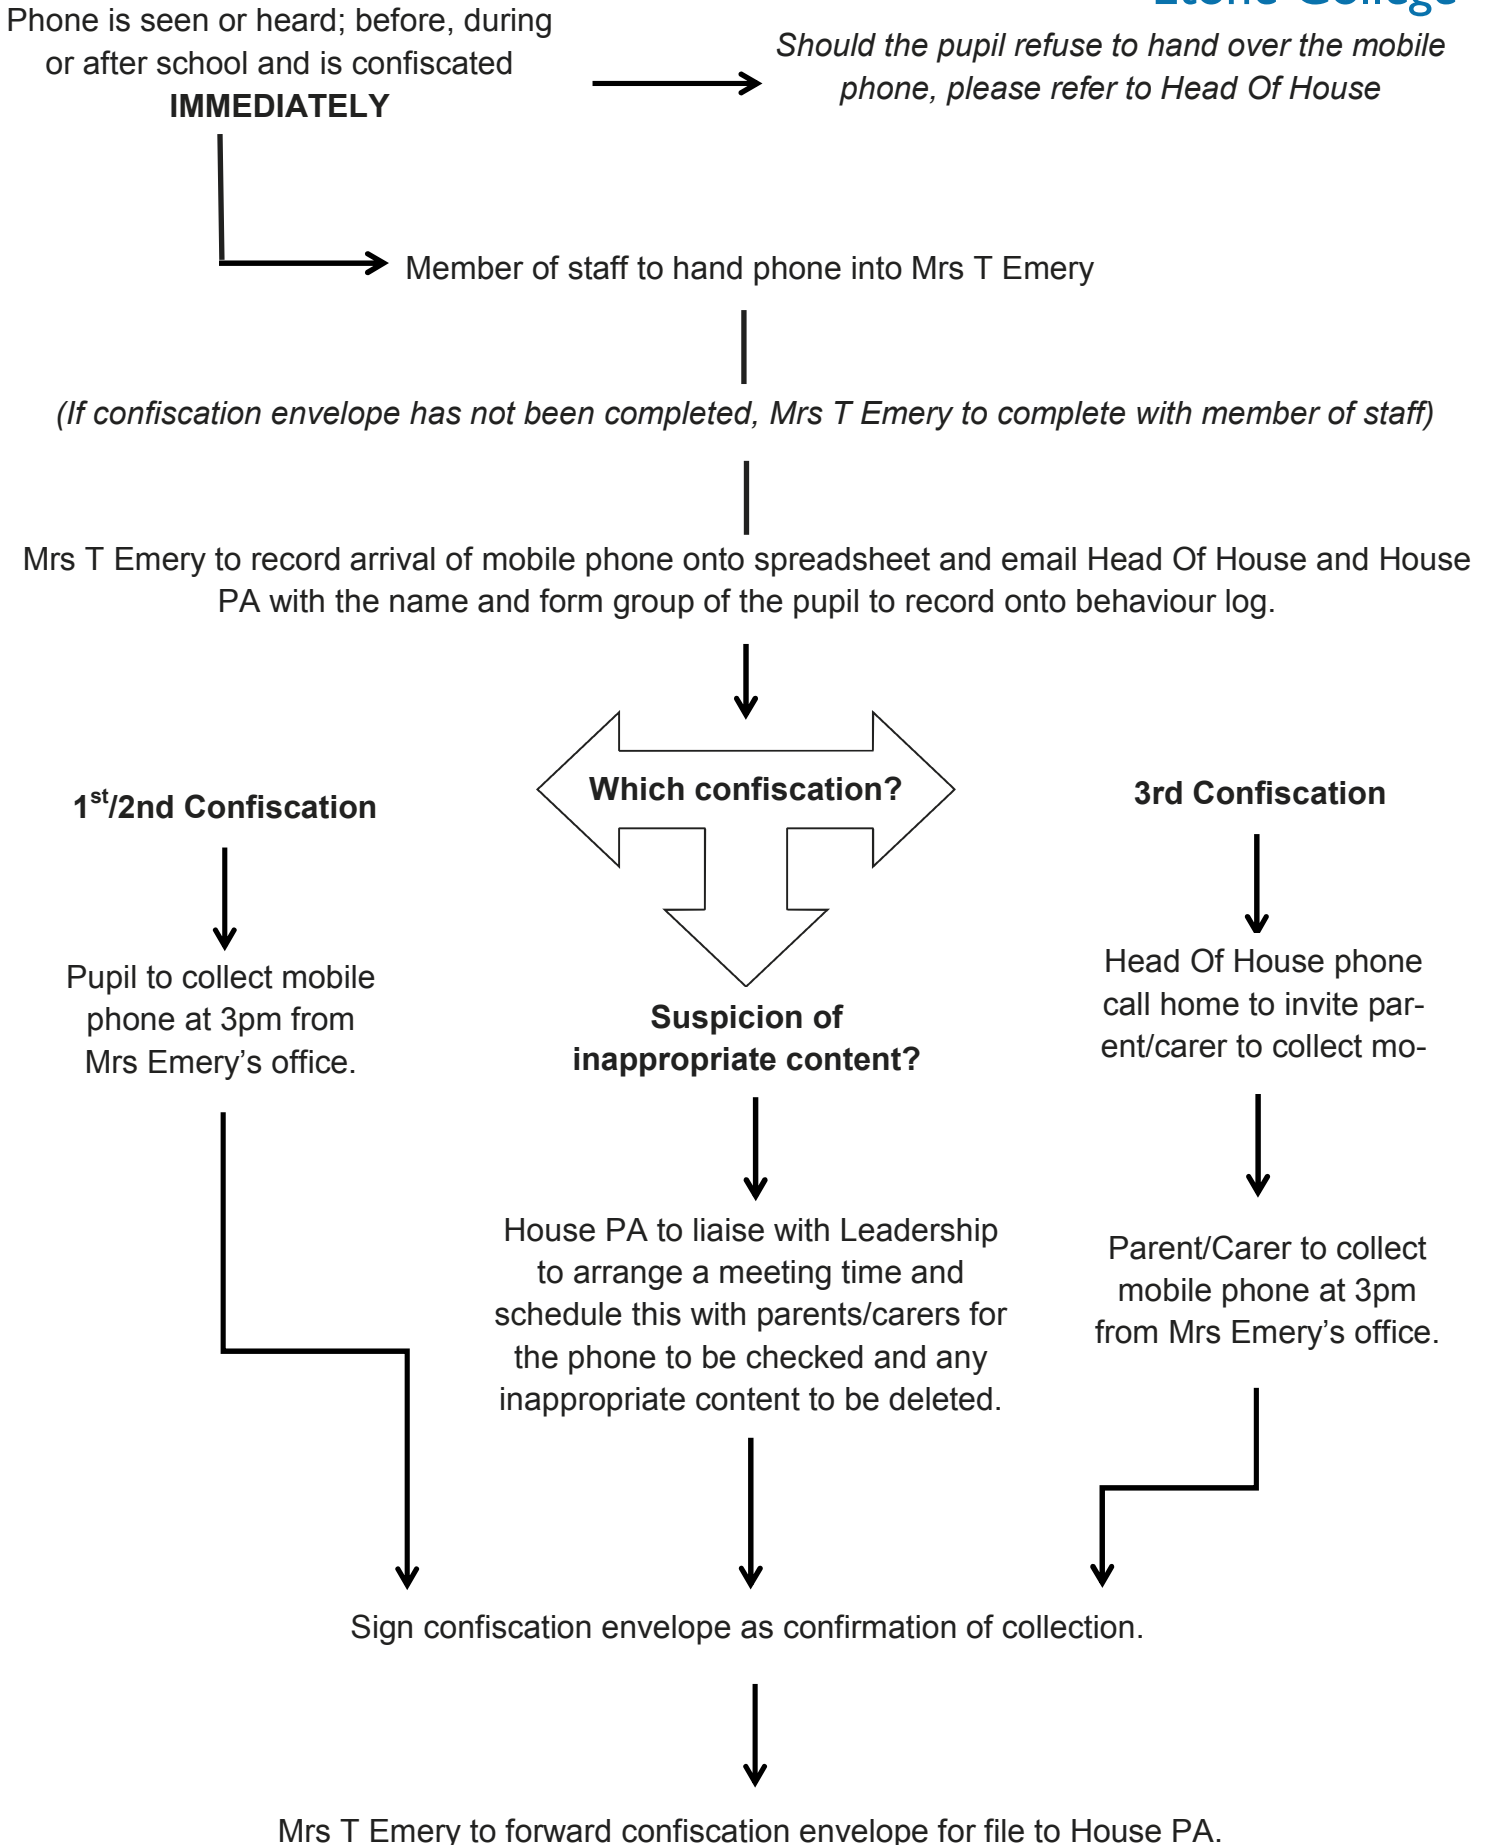 Etone College
Phone is seen or heard; before, during
or after school and is confiscated
IMMEDIATELY
Should the pupil refuse to hand over the mobile
phone, please refer to Head Of House
Member of staff to hand phone into Mrs T Emery
(If confiscation envelope has not been completed, Mrs T Emery to complete with member of staff)
Mrs T Emery to record arrival of mobile phone onto spreadsheet and email Head Of House and House
PA with the name and form group of the pupil to record onto behaviour log.
Which confiscation?
1st/2nd Confiscation
Pupil to collect mobile
phone at 3pm from
Mrs Emery’s office.
Suspicion of
inappropriate content?
House PA to liaise with Leadership
to arrange a meeting time and
schedule this with parents/carers for
the phone to be checked and any
inappropriate content to be deleted.
3rd Confiscation
Head Of House phone
call home to invite par-
ent/carer to collect mo-
Parent/Carer to collect
mobile phone at 3pm
from Mrs Emery’s office.
Sign confiscation envelope as confirmation of collection.
Mrs T Emery to forward confiscation envelope for file to House PA.